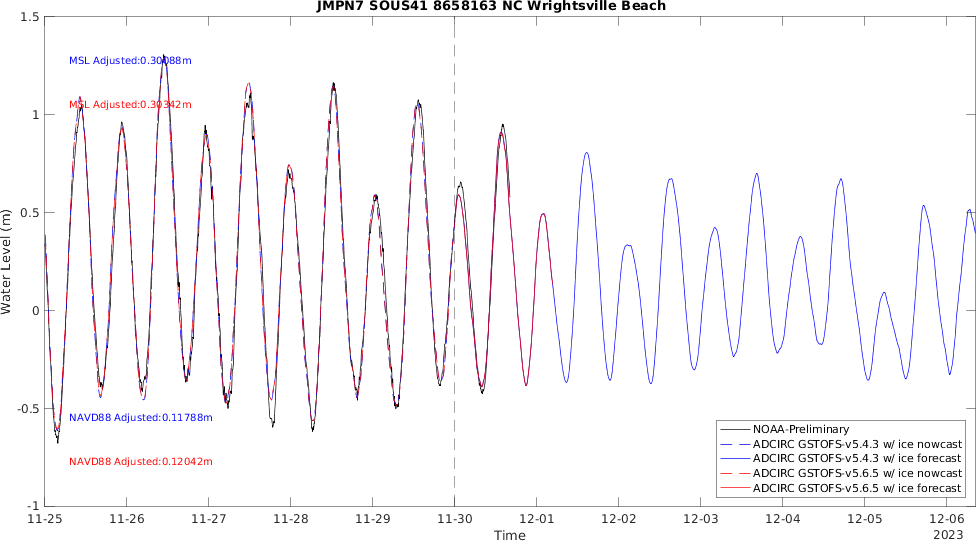 JMPN7 SOUS41 8658163 NC Wrightsville Beach
1.5
MSL Adjusted:0.30088m
MSL Adjusted:0.30342m
1
0.5
Water Level (m)
0
-0.5
NAVD88 Adjusted:0.11788m
NAVD88 Adjusted:0.12042m
NOAA-Preliminary
ADCIRC GSTOFS-v5.4.3 w/ ice nowcast
ADCIRC GSTOFS-v5.4.3 w/ ice forecast
ADCIRC GSTOFS-v5.6.5 w/ ice nowcast
ADCIRC GSTOFS-v5.6.5 w/ ice forecast
-1
11-25 11-26 11-27 11-28 11-29 11-30 12-01 12-02 12-03 12-04 12-05 12-06
Time
2023